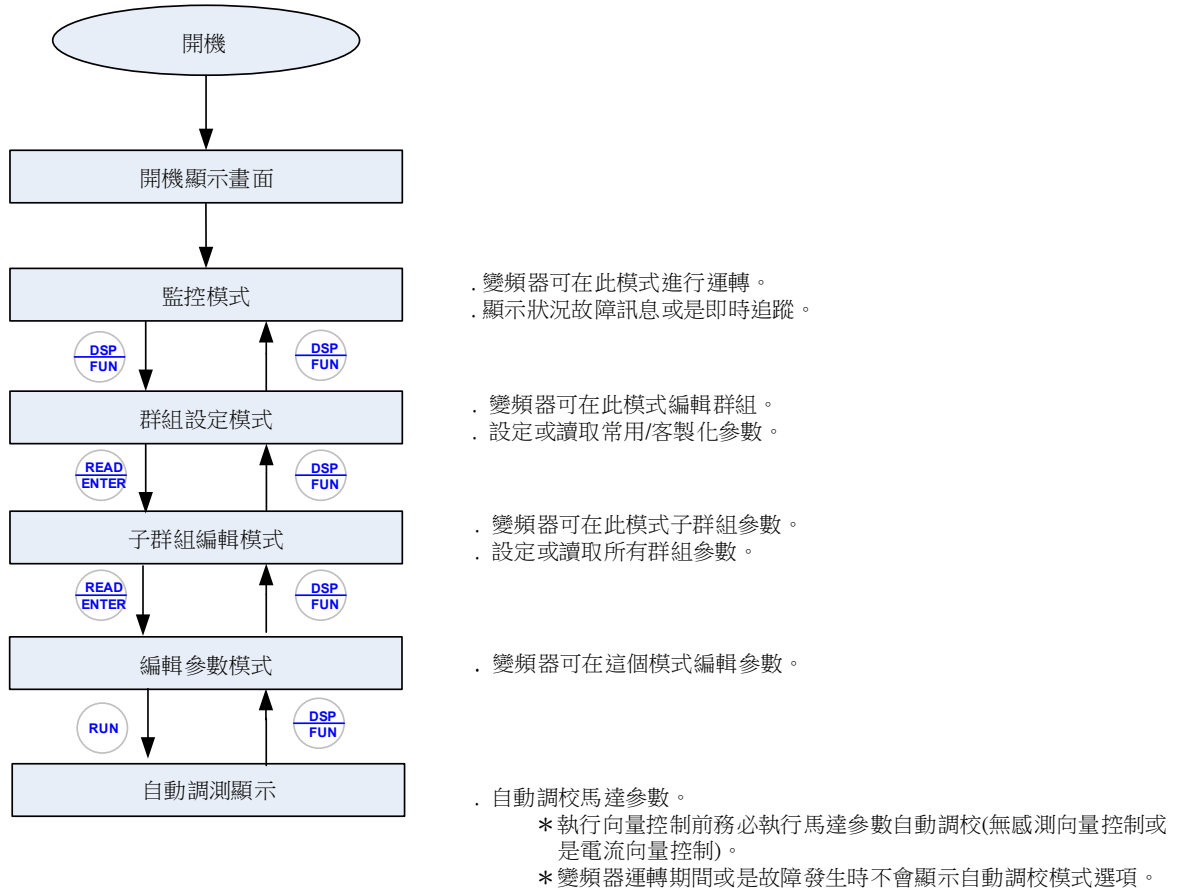 開機
開機顯示畫面
監控模式
. 變頻器可在此模式進行運轉。
. 顯示狀況故障訊息或是即時追蹤。
DSP
FUN
DSP
FUN
群組設定模式
. 變頻器可在此模式編輯群組。
. 設定或讀取常用/客製化參數。
READ
ENTER
DSP
FUN
子群組編輯模式
. 變頻器可在此模式子群組參數。
. 設定或讀取所有群組參數。
READ
ENTER
DSP
FUN
編輯參數模式
. 變頻器可在這個模式編輯參數。
RUN
DSP
FUN
自動調測顯示
. 自動調校馬達參數。
＊執行向量控制前務必執行馬達參數自動調校(無感測向量控制或
是電流向量控制)。
＊變頻器運轉期間或是故障發生時不會顯示自動調校模式選項。